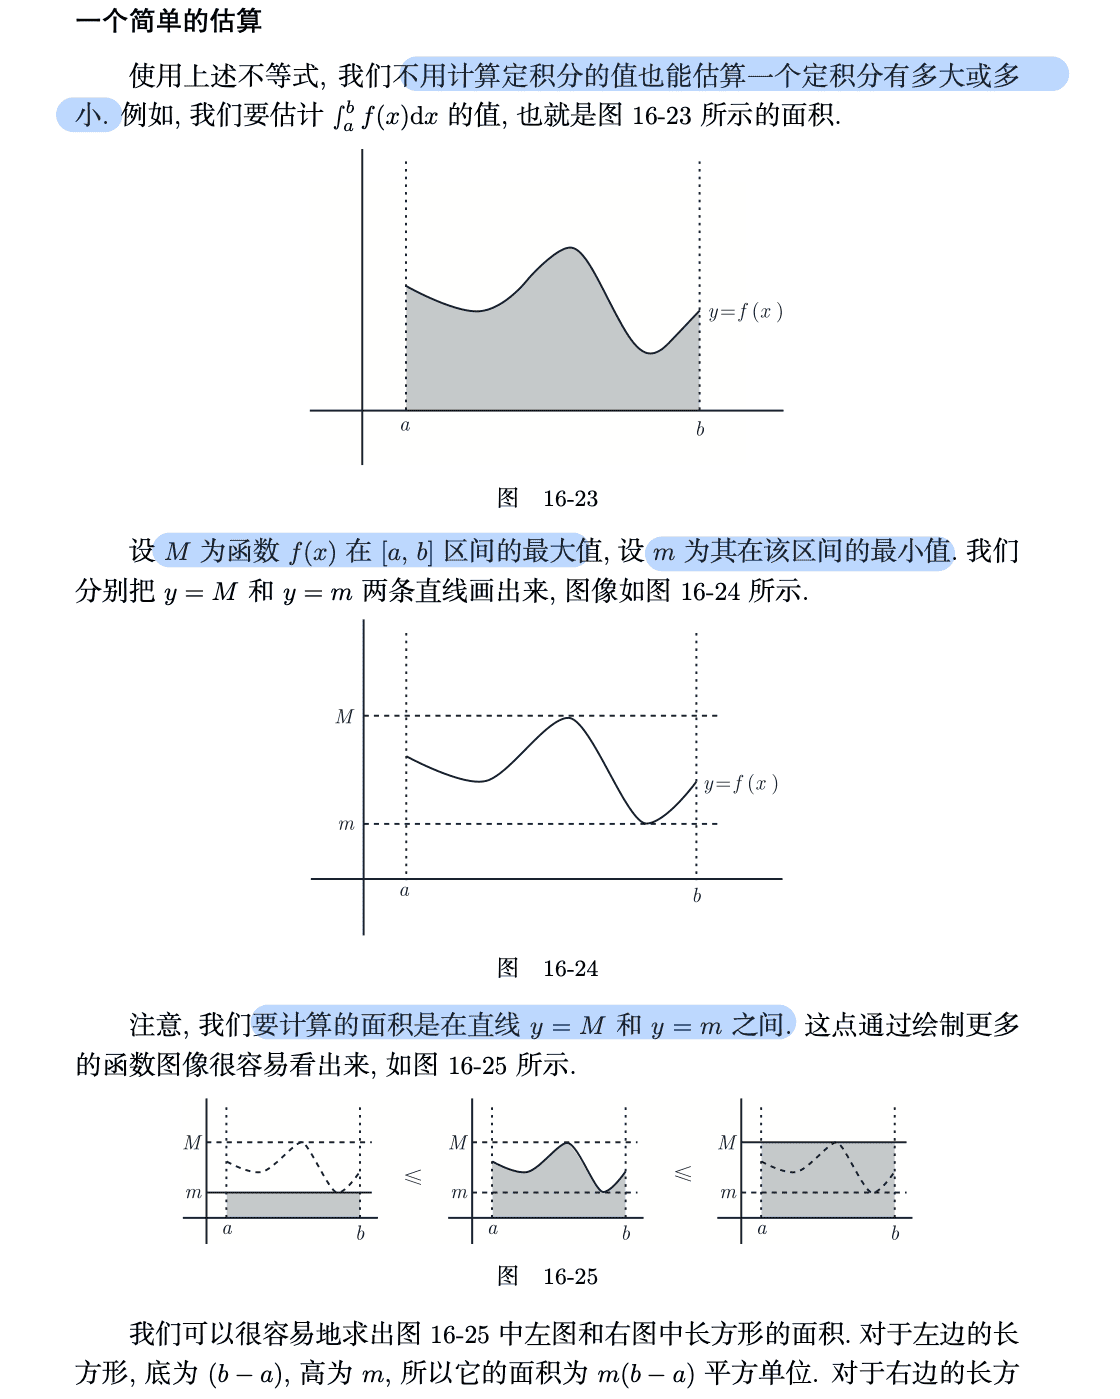 一个简单的估算
使用上述不等式, 我们不用计算定积分的值也能估算一个定积分有多大或多
小. 例如, 我们要估计 ∫_a^b f(x)dx 的值, 也就是图 16-23 所示的面积.
y=f(x)
a
b
图 16-23
设 M 为函数 f(x) 在 [a, b] 区间的最大值, 设 m 为其在该区间的最小值. 我们
分别把 y = M 和 y = m 两条直线画出来, 图像如图 16-24 所示.
M
y=f(x)
m
a
b
图 16-24
注意, 我们要计算的面积是在直线 y = M 和 y = m 之间. 这点通过绘制更多
的函数图像很容易看出来, 如图 16-25 所示.
M
m
a
b
⩽
M
m
a
b
⩽
M
m
a
b
图 16-25
我们可以很容易地求出图 16-25 中左图和右图中长方形的面积. 对于左边的长
方形, 底为 (b − a), 高为 m, 所以它的面积为 m(b − a) 平方单位. 对于右边的长方